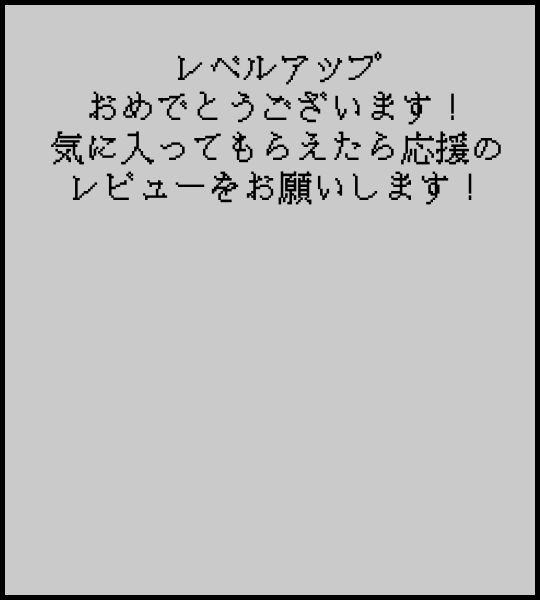 レベルアップ
おめでとうございます！
気に入ってもらえたら応援の
レビューをお願いします！